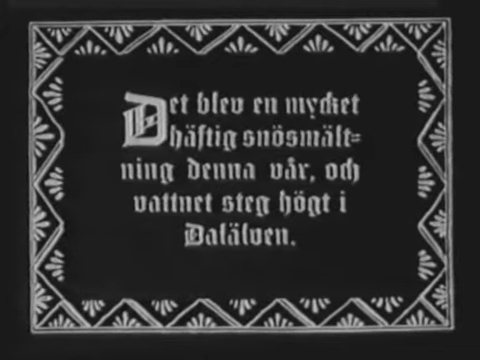 Det blev en mycket
häftig snösmält=
ning denna vår, och
vattnet steg högt i
Dalälven.